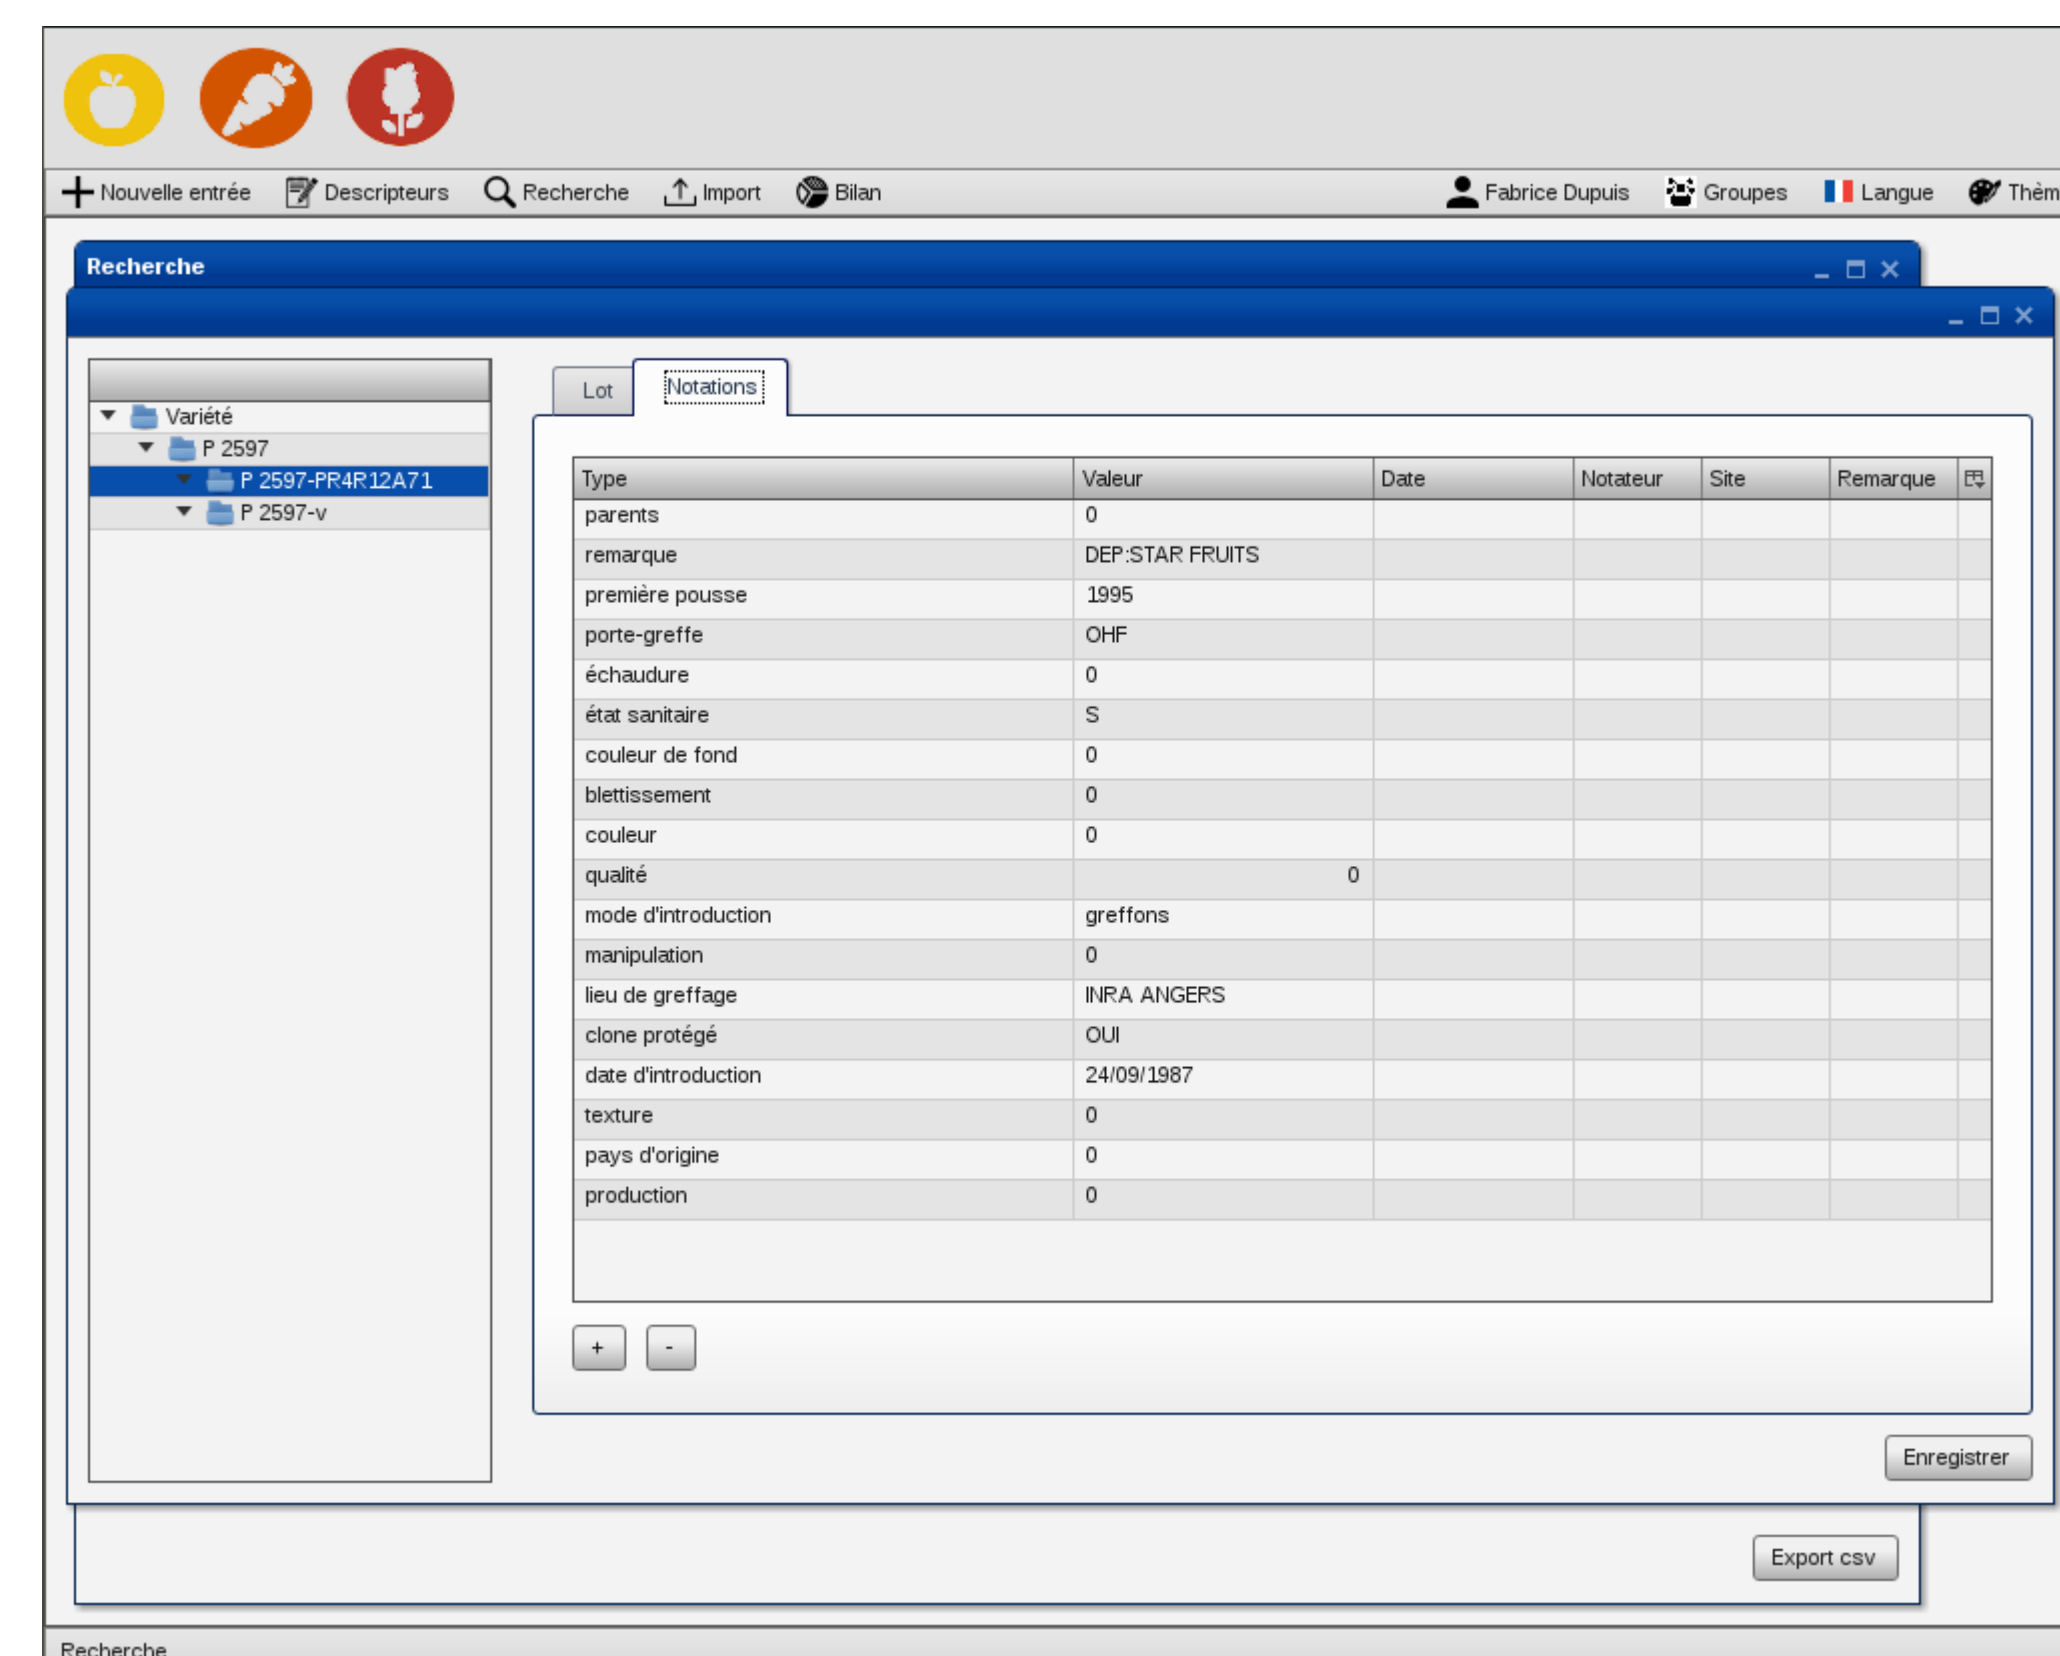 Nouvelle entrée Descripteurs Recherche Import Bilan Fabrice Dupuis Groupes Langue Thèm
Recherche
Lot Notations
Variété
P 2597
P 2597-PR4R12A71
P 2597-v
Type Valeur Date Notateur Site Remarque
parents 0
remarque DEP:STAR FRUITS
première pousse 1995
porte-greffe OHF
échaudure 0
état sanitaire S
couleur de fond 0
blettissement 0
couleur 0
qualité 0
mode d'introduction greffons
manipulation 0
lieu de greffage INRA ANGERS
clone protégé OUI
date d'introduction 24/09/1987
texture 0
pays d'origine 0
production 0
+ -
Enregistrer
Export csv
Recherche